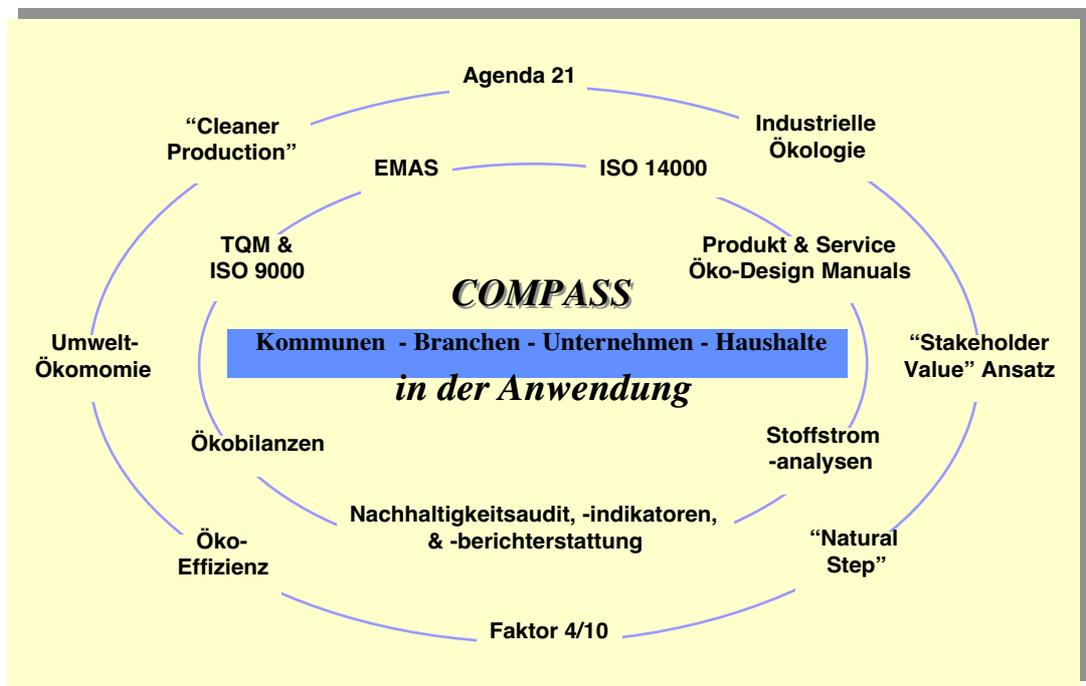 Agenda 21
“Cleaner
Production”
Industrielle
Ökologie
EMAS
ISO 14000
TQM &
ISO 9000
Produkt & Service
Öko-Design Manuals
COMPASS
Kommunen - Branchen - Unternehmen - Haushalte
in der Anwendung
Umwelt-
Ökomomie
“Stakeholder
Value” Ansatz
Ökobilanzen
Stoffstrom
-analysen
Nachhaltigkeitsaudit, -indikatoren,
& -berichterstattung
Öko-
Effizienz
“Natural
Step”
Faktor 4/10